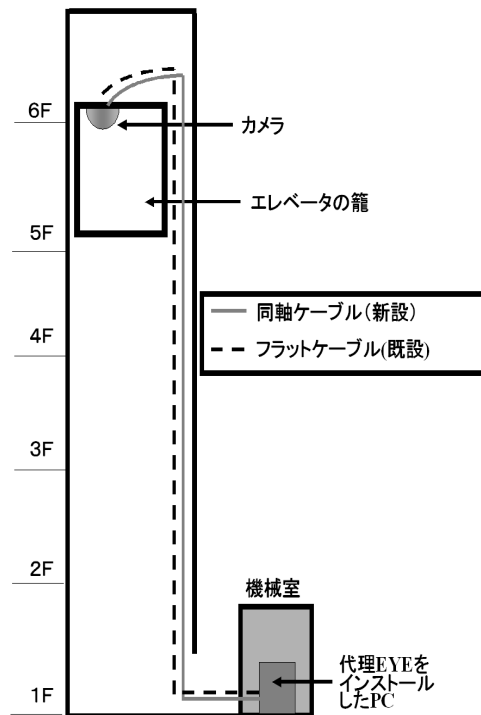 6F
カメラ
エレベータの籠
5F
同軸ケーブル(新設)
フラットケーブル(既設)
4F
3F
2F
機械室
代理EYEを
インストール
したPC
1F